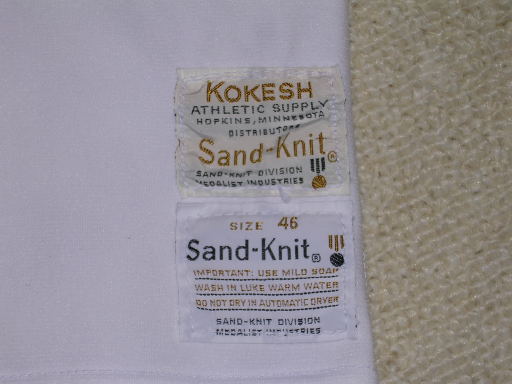 KOKESH
ATHLETIC SUPPLY
HOPKINS, MINNESOTA
DISTRIBUTORS
Sand-Knit®
SAND-KNIT DIVISION
MEDALIST INDUSTRIES
SIZE 46
Sand-Knit®
IMPORTANT: USE MILD SOAP
WASH IN LUKE WARM WATER
DO NOT DRY IN AUTOMATIC DRYER
SAND-KNIT DIVISION
MEDALIST INDUSTRIES